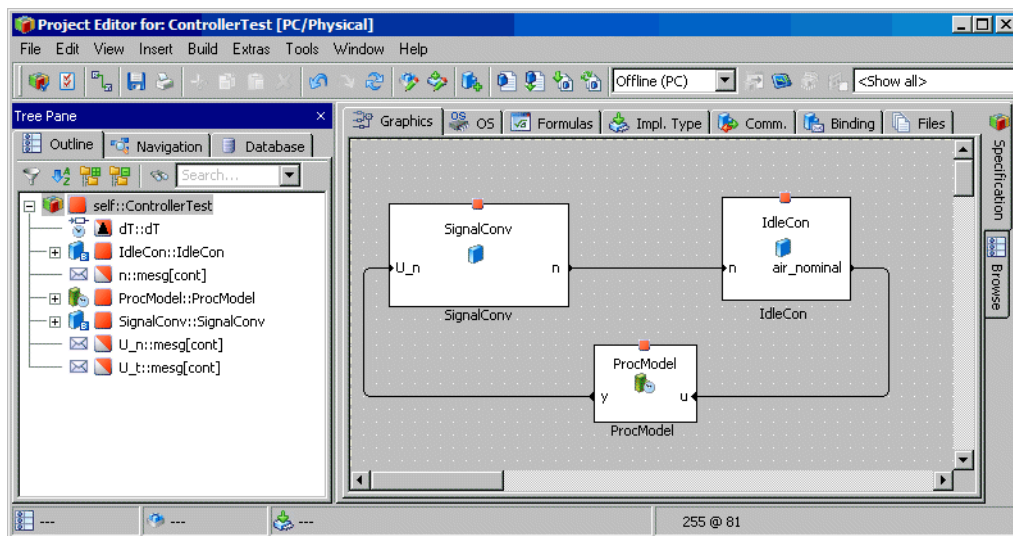 Project Editor for: ControllerTest [PC/Physical]
File Edit View Insert Build Extras Tools Window Help
Offline (PC)
<Show all>
Tree Pane
Outline Navigation Database
Search...
self::ControllerTest
dT::dT
IdleCon::IdleCon
n::mesg[cont]
ProcModel::ProcModel
SignalConv::SignalConv
U_n::mesg[cont]
U_t::mesg[cont]
Graphics OS Formulas Impl. Type Comm. Binding Files
SignalConv
U_n n
SignalConv
IdleCon
n air_nominal
IdleCon
ProcModel
y u
ProcModel
Specification
Browse
--- --- --- 255 @ 81